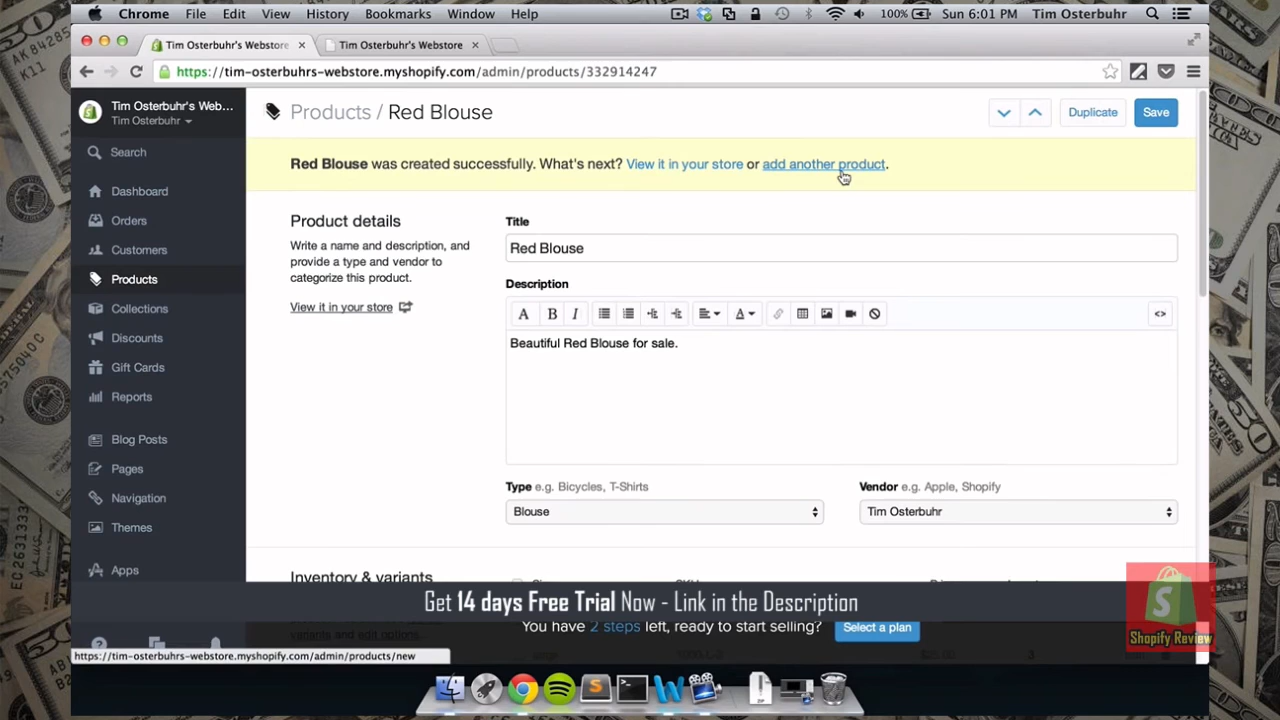 Chrome File Edit View History Bookmarks Window Help 100% Sun 6:01 PM Tim Osterbuhr
Tim Osterbuhr's Webstore Tim Osterbuhr's Webstore
https://tim-osterbuhrs-webstore.myshopify.com/admin/products/332914247
Tim Osterbuhr's Web...
Tim Osterbuhr
Products / Red Blouse
Duplicate
Save
Search
Dashboard
Orders
Customers
Products
Collections
Discounts
Gift Cards
Reports
Blog Posts
Pages
Navigation
Themes
Apps
Red Blouse was created successfully. What's next? View it in your store or add another product.
Product details
Write a name and description, and
provide a type and vendor to
categorize this product.
View it in your store
Title
Red Blouse
Description
A B I A <>
Beautiful Red Blouse for sale.
Type e.g. Bicycles, T-Shirts
Blouse
Vendor e.g. Apple, Shopify
Tim Osterbuhr
Inventory & variants
Get 14 days Free Trial Now - Link in the Description
You have 2 steps left, ready to start selling? Select a plan
variants and edit options.
https://tim-osterbuhrs-webstore.myshopify.com/admin/products/new
S
Shopify Review